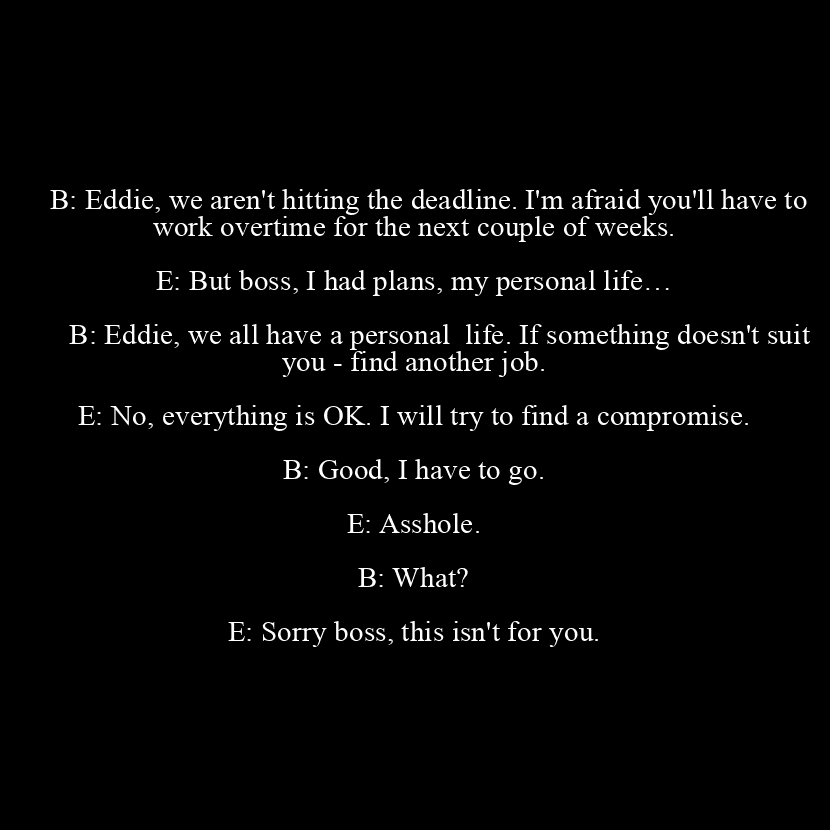 B: Eddie, we aren't hitting the deadline. I'm afraid you'll have to
work overtime for the next couple of weeks.
E: But boss, I had plans, my personal life…
B: Eddie, we all have a personal  life. If something doesn't suit
you - find another job.
E: No, everything is OK. I will try to find a compromise.
B: Good, I have to go.
E: Asshole.
B: What?
E: Sorry boss, this isn't for you.